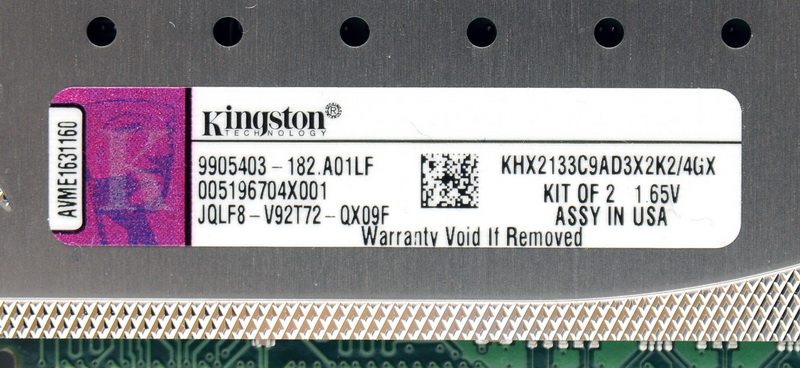 AVME1631160
K
Kingston®
TECHNOLOGY
9905403-182.A01LF
005196704X001
JQLF8-V92T72-QX09F
KHX2133C9AD3X2K2/4GX
KIT OF 2 1.65V
ASSY IN USA
Warranty Void If Removed